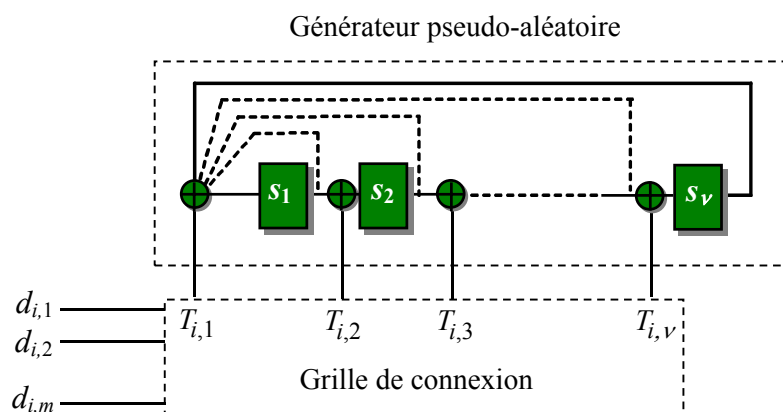 Générateur pseudo-aléatoire
s1 s2 sν
di,1
Ti,1 Ti,2 Ti,3 Ti,ν
di,2
Grille de connexion
di,m